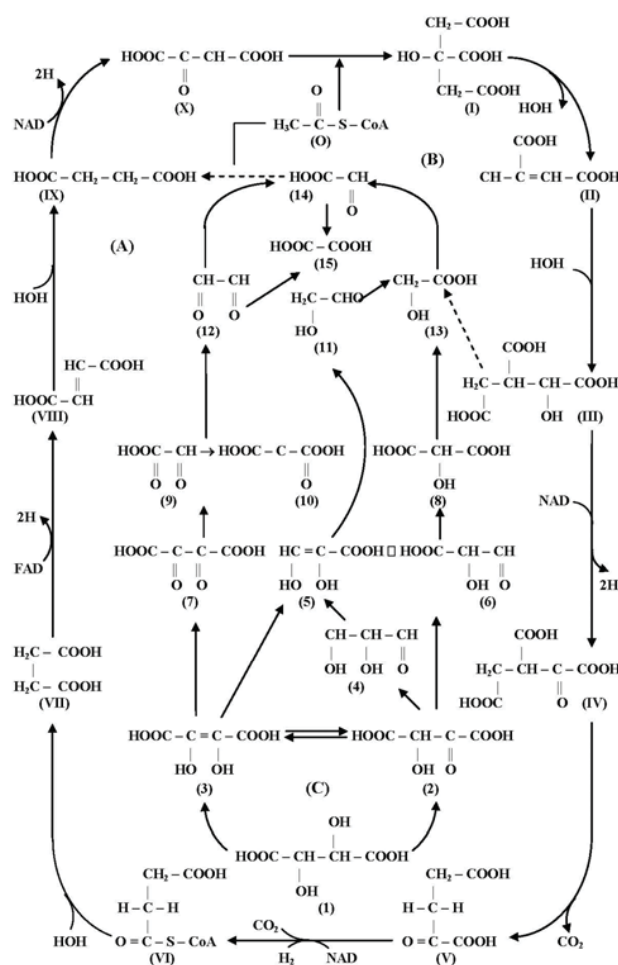 HOOC – C – CH – COOH
||
O
(X)
2H
NAD
CH₂ – COOH
HO – C – COOH
CH₂ – COOH
(I)
HOH
O
||
H₃C – C – S – CoA
(O)
(B)
COOH
CH – C = CH – COOH
(II)
HOOC – CH₂ – CH₂ – COOH
(IX)
HOOC – CH
||
O
(14)
(A)
HOOC – COOH
(15)
HOH
CH – CH
|| ||
O O
(12)
H₂C – CHO
HO
(11)
CH₂ – COOH
OH
(13)
HOH
HC – COOH
||
HOOC – CH
(VIII)
COOH
H₂C – CH – CH – COOH
HOOC OH
(III)
HOOC – C – CH → HOOC – C – COOH
|| || ||
O O O
(9) (10)
HOOC – CH – COOH
OH
(8)
2H
FAD
NAD
2H
HOOC – C – C – COOH
|| ||
O O
(7)
HC = C – COOH □ HOOC – CH – CH
HO OH OH O
(5) (6)
CH – CH – CH
OH OH O
(4)
H₂C – COOH
H₂C – COOH
(VII)
COOH
H₂C – CH – C – COOH
HOOC O
(IV)
HOOC – C = C – COOH
HO OH
(3)
HOOC – CH – C – COOH
OH O
(2)
(C)
OH
HOOC – CH – CH – COOH
OH
(1)
CH₂ – COOH
H – C – H
O = C – S – CoA
(VI)
HOH
CO₂
H₂ NAD
CH₂ – COOH
H – C – H
O = C – COOH
(V)
CO₂